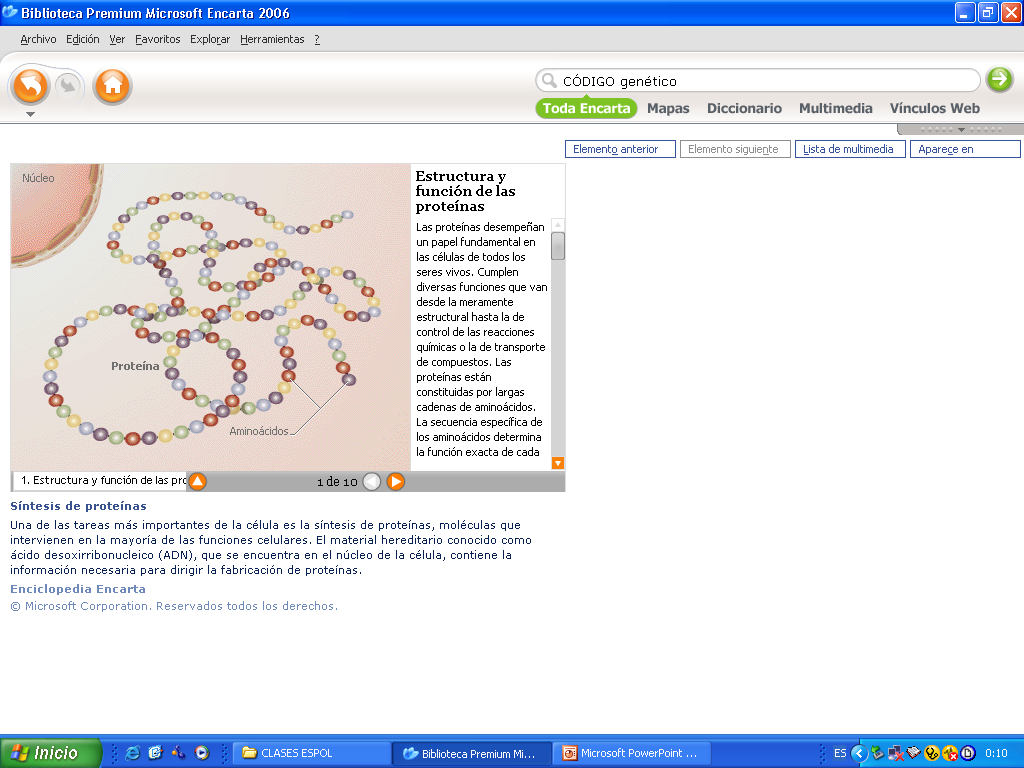 Biblioteca Premium Microsoft Encarta 2006
Archivo Edición Ver Favoritos Explorar Herramientas ?
CÓDIGO genético
Toda Encarta Mapas Diccionario Multimedia Vínculos Web
Elemento anterior Elemento siguiente Lista de multimedia Aparece en
Núcleo
Proteína
Aminoácidos
Estructura y
función de las
proteínas
Las proteínas desempeñan
un papel fundamental en
las células de todos los
seres vivos. Cumplen
diversas funciones que van
desde la meramente
estructural hasta la de
control de las reacciones
químicas o la de transporte
de compuestos. Las
proteínas están
constituidas por largas
cadenas de aminoácidos.
La secuencia específica de
los aminoácidos determina
la función exacta de cada
1. Estructura y función de las pro
1 de 10
Síntesis de proteínas
Una de las tareas más importantes de la célula es la síntesis de proteínas, moléculas que
intervienen en la mayoría de las funciones celulares. El material hereditario conocido como
ácido desoxirribonucleico (ADN), que se encuentra en el núcleo de la célula, contiene la
información necesaria para dirigir la fabricación de proteínas.
Enciclopedia Encarta
© Microsoft Corporation. Reservados todos los derechos.
Inicio CLASES ESPOL Biblioteca Premium Mi... Microsoft PowerPoint ... ES 0:10